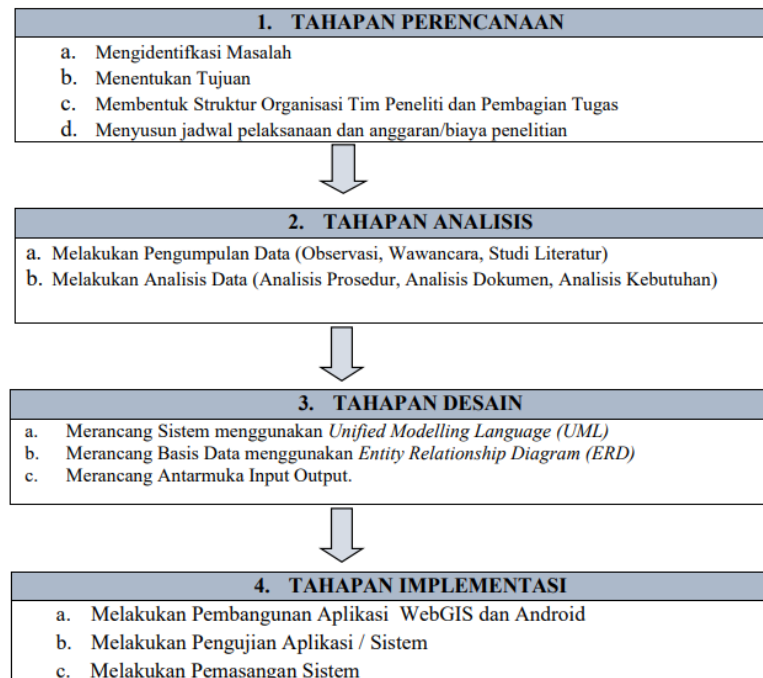 1. TAHAPAN PERENCANAAN
a. Mengidentifkasi Masalah
b. Menentukan Tujuan
c. Membentuk Struktur Organisasi Tim Peneliti dan Pembagian Tugas
d. Menyusun jadwal pelaksanaan dan anggaran/biaya penelitian
2. TAHAPAN ANALISIS
a. Melakukan Pengumpulan Data (Observasi, Wawancara, Studi Literatur)
b. Melakukan Analisis Data (Analisis Prosedur, Analisis Dokumen, Analisis Kebutuhan)
3. TAHAPAN DESAIN
a. Merancang Sistem menggunakan Unified Modelling Language (UML)
b. Merancang Basis Data menggunakan Entity Relationship Diagram (ERD)
c. Merancang Antarmuka Input Output.
4. TAHAPAN IMPLEMENTASI
a. Melakukan Pembangunan Aplikasi WebGIS dan Android
b. Melakukan Pengujian Aplikasi / Sistem
c. Melakukan Pemasangan Sistem